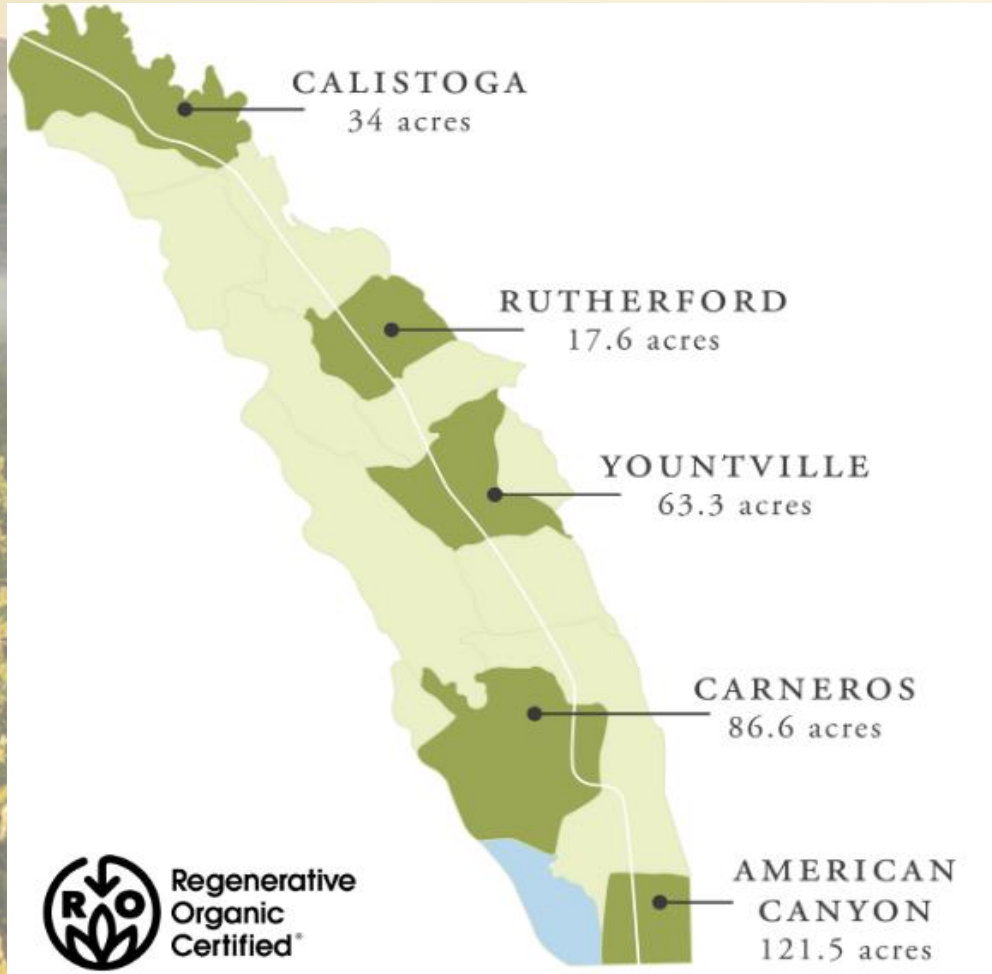 CALISTOGA
34 acres
RUTHERFORD
17.6 acres
YOUNTVILLE
63.3 acres
CARNEROS
86.6 acres
AMERICAN
CANYON
121.5 acres
R O
Regenerative
Organic
Certified®